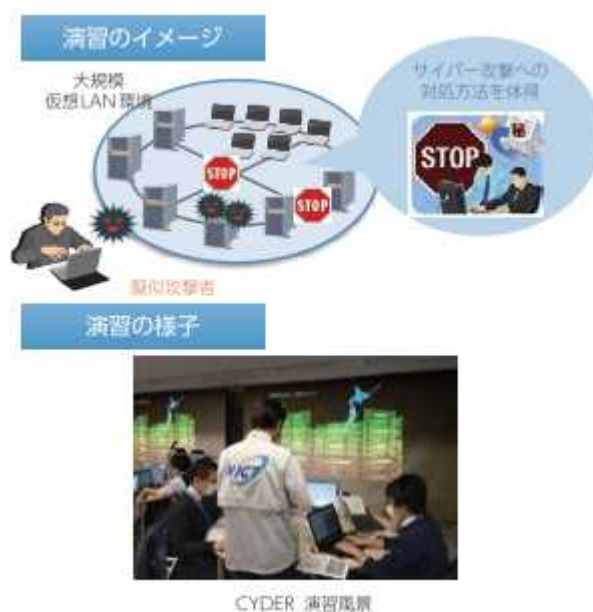 演習のイメージ
大規模
仮想LAN環境
サイバー攻撃への
対処方法を体得
STOP
STOP
STOP
擬似攻撃者
演習の様子
NICT
CYDER 演習風景